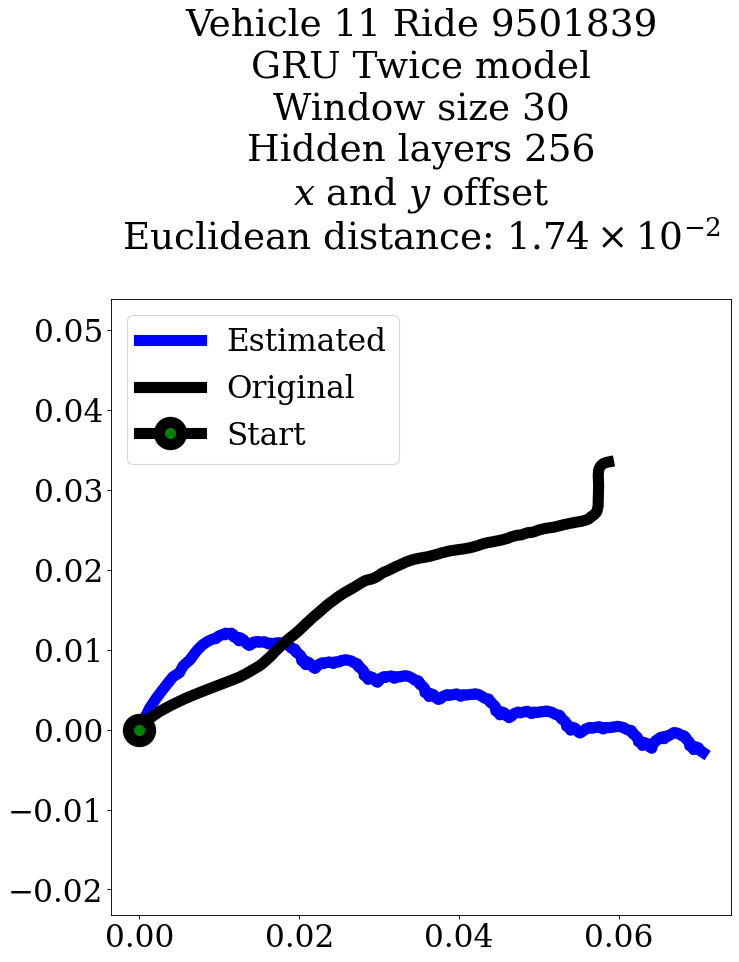 Vehicle 11 Ride 9501839
GRU Twice model
Window size 30
Hidden layers 256
x and y offset
Euclidean distance: 1.74 × 10⁻²
Estimated
Original
Start
0.05
0.04
0.03
0.02
0.01
0.00
−0.01
−0.02
0.00 0.02 0.04 0.06